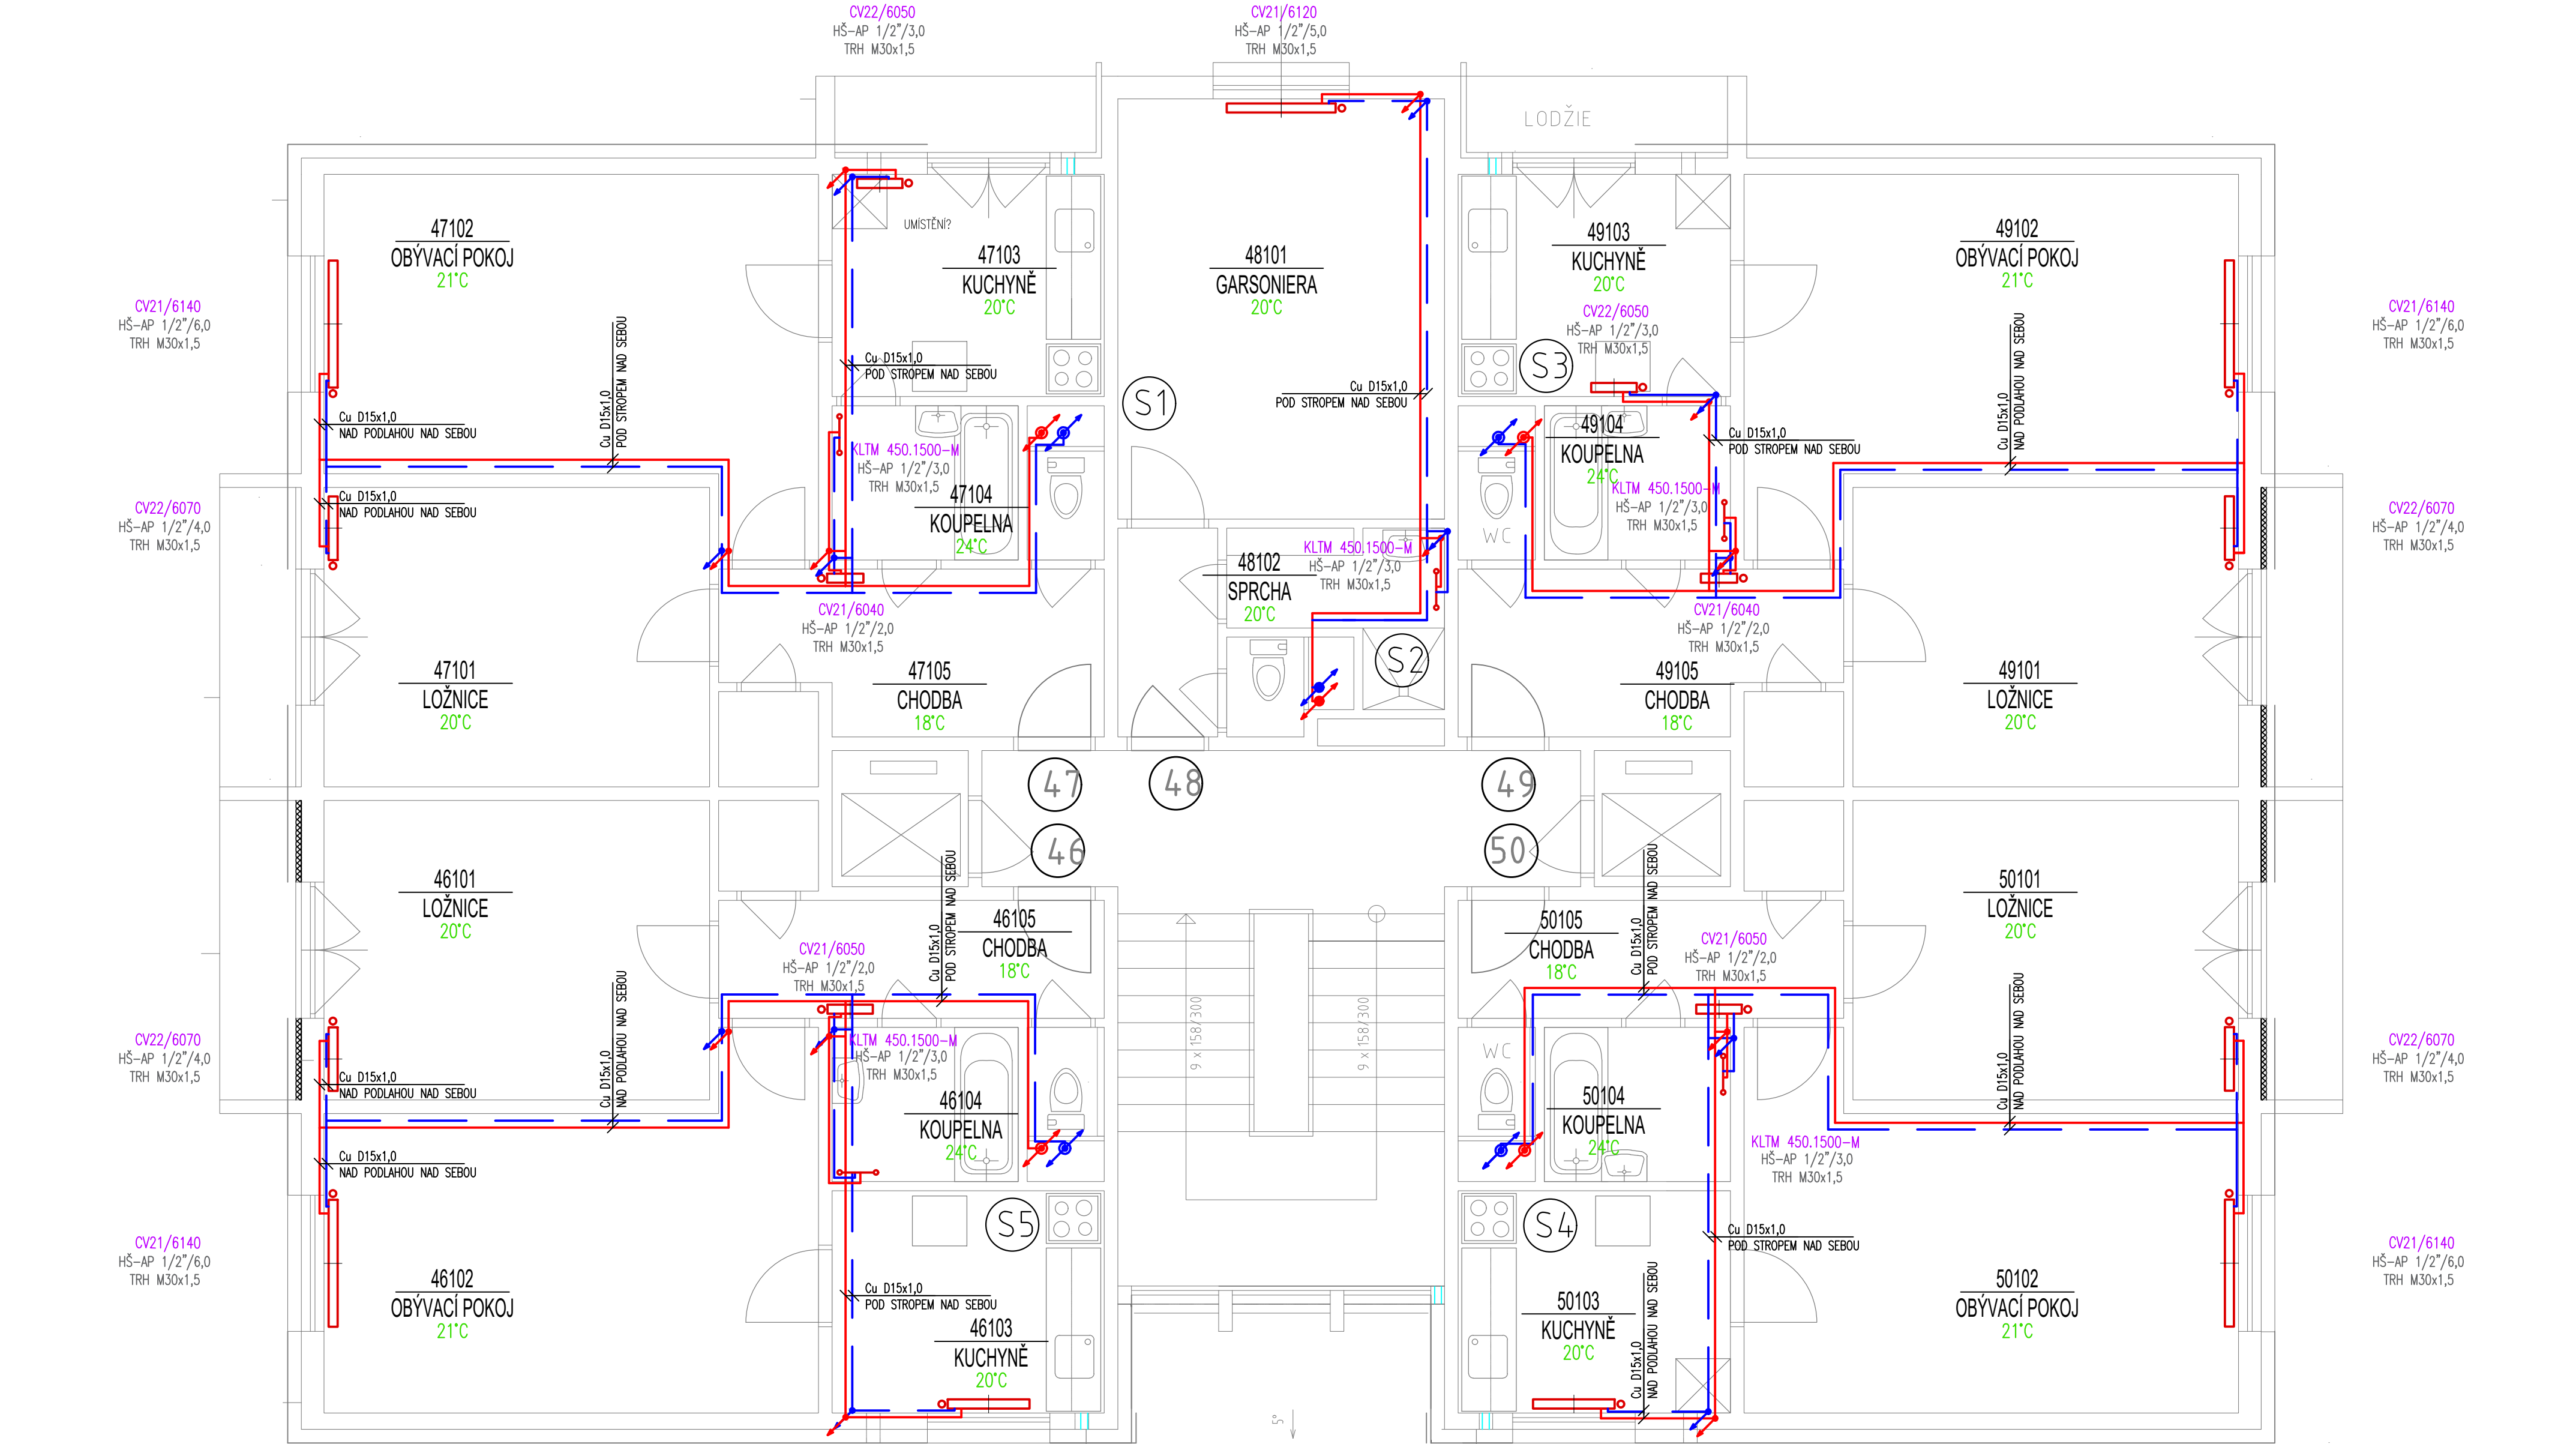 CV22/6050
HŠ-AP 1/2"/3,0
TRH M30x1,5
CV21/6120
HŠ-AP 1/2"/5,0
TRH M30x1,5
LODŽIE
47102
OBÝVACÍ POKOJ
21°C
UMÍSTĚNÍ?
47103
KUCHYNĚ
20°C
48101
GARSONIERA
20°C
49103
KUCHYNĚ
20°C
CV22/6050
HŠ-AP 1/2"/3,0
TRH M30x1,5
49102
OBÝVACÍ POKOJ
21°C
CV21/6140
HŠ-AP 1/2"/6,0
TRH M30x1,5
CV21/6140
HŠ-AP 1/2"/6,0
TRH M30x1,5
Cu D15x1,0
POD STROPEM NAD SEBOU
Cu D15x1,0
POD STROPEM NAD SEBOU
S1
Cu D15x1,0
POD STROPEM NAD SEBOU
S3
Cu D15x1,0
NAD PODLAHOU NAD SEBOU
Cu D15x1,0
NAD PODLAHOU NAD SEBOU
KLTM 450.1500-M
HŠ-AP 1/2"/3,0
TRH M30x1,5
47104
KOUPELNA
24°C
49104
KOUPELNA
24°C
Cu D15x1,0
POD STROPEM NAD SEBOU
KLTM 450.1500-M
HŠ-AP 1/2"/3,0
TRH M30x1,5
WC
CV22/6070
HŠ-AP 1/2"/4,0
TRH M30x1,5
Cu D15x1,0
NAD PODLAHOU NAD SEBOU
CV22/6070
HŠ-AP 1/2"/4,0
TRH M30x1,5
48102
SPRCHA
20°C
KLTM 450.1500-M
HŠ-AP 1/2"/3,0
TRH M30x1,5
CV21/6040
HŠ-AP 1/2"/2,0
TRH M30x1,5
CV21/6040
HŠ-AP 1/2"/2,0
TRH M30x1,5
S2
47101
LOŽNICE
20°C
47105
CHODBA
18°C
49105
CHODBA
18°C
49101
LOŽNICE
20°C
47
48
49
46
50
46101
LOŽNICE
20°C
Cu D15x1,0
POD STROPEM NAD SEBOU
46105
CHODBA
18°C
50105
CHODBA
18°C
Cu D15x1,0
POD STROPEM NAD SEBOU
50101
LOŽNICE
20°C
CV21/6050
HŠ-AP 1/2"/2,0
TRH M30x1,5
CV21/6050
HŠ-AP 1/2"/2,0
TRH M30x1,5
9 x 158/300
9 x 158/300
CV22/6070
HŠ-AP 1/2"/4,0
TRH M30x1,5
Cu D15x1,0
NAD PODLAHOU NAD SEBOU
Cu D15x1,0
NAD PODLAHOU NAD SEBOU
KLTM 450.1500-M
HŠ-AP 1/2"/3,0
TRH M30x1,5
46104
KOUPELNA
24°C
WC
50104
KOUPELNA
24°C
Cu D15x1,0
NAD PODLAHOU NAD SEBOU
CV22/6070
HŠ-AP 1/2"/4,0
TRH M30x1,5
Cu D15x1,0
NAD PODLAHOU NAD SEBOU
KLTM 450.1500-M
HŠ-AP 1/2"/3,0
TRH M30x1,5
S5
S4
Cu D15x1,0
POD STROPEM NAD SEBOU
CV21/6140
HŠ-AP 1/2"/6,0
TRH M30x1,5
46102
OBÝVACÍ POKOJ
21°C
Cu D15x1,0
POD STROPEM NAD SEBOU
46103
KUCHYNĚ
20°C
50103
KUCHYNĚ
20°C
Cu D15x1,0
NAD PODLAHOU NAD SEBOU
50102
OBÝVACÍ POKOJ
21°C
CV21/6140
HŠ-AP 1/2"/6,0
TRH M30x1,5
5°